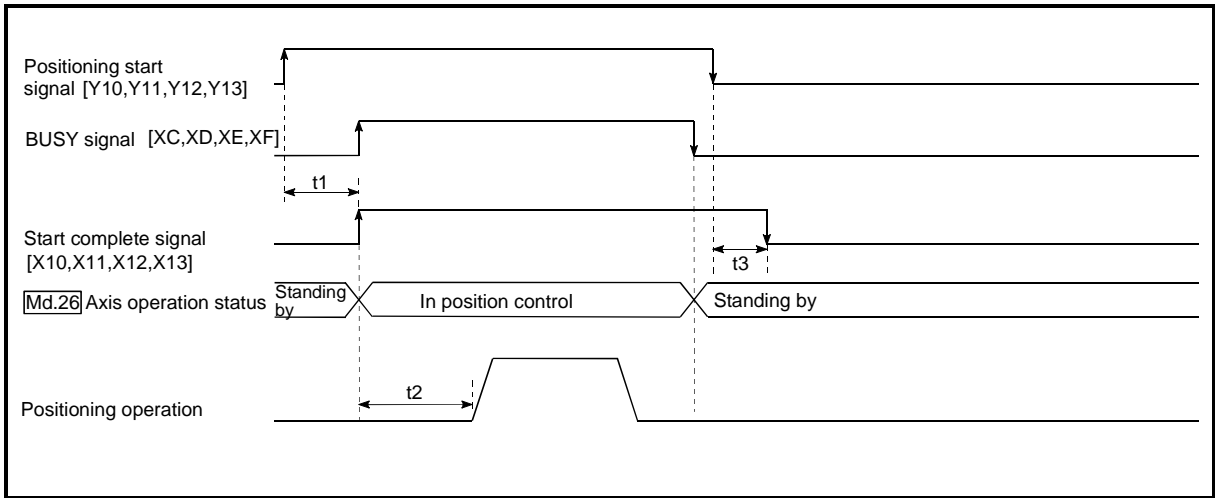 Positioning start
signal [Y10,Y11,Y12,Y13]
BUSY signal [XC,XD,XE,XF]
t1
Start complete signal
[X10,X11,X12,X13]
t3
Md.26 Axis operation status
Standing
by
In position control
Standing by
t2
Positioning operation